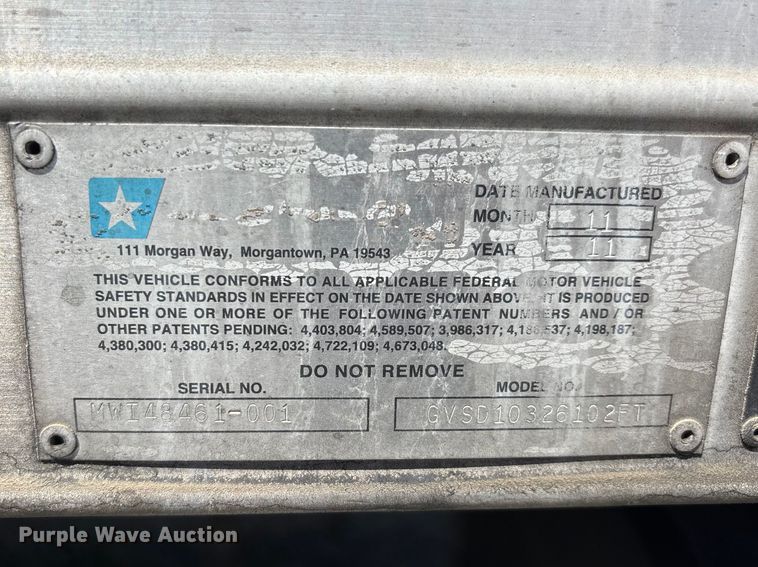 DATE MANUFACTURED
MONTH 11
YEAR 11
111 Morgan Way, Morgantown, PA 19543
THIS VEHICLE CONFORMS TO ALL APPLICABLE FEDERAL MOTOR VEHICLE
SAFETY STANDARDS IN EFFECT ON THE DATE SHOWN ABOVE. IT IS PRODUCED
UNDER ONE OR MORE OF THE FOLLOWING PATENT NUMBERS AND/OR
OTHER PATENTS PENDING: 4,403,804; 4,589,507; 3,986,317; 4,188,537; 4,198,187;
4,380,300; 4,380,415; 4,242,032; 4,722,109; 4,673,048.
DO NOT REMOVE
SERIAL NO. MODEL NO.
MWI48461-001 GVSD10326102FT
Purple Wave Auction